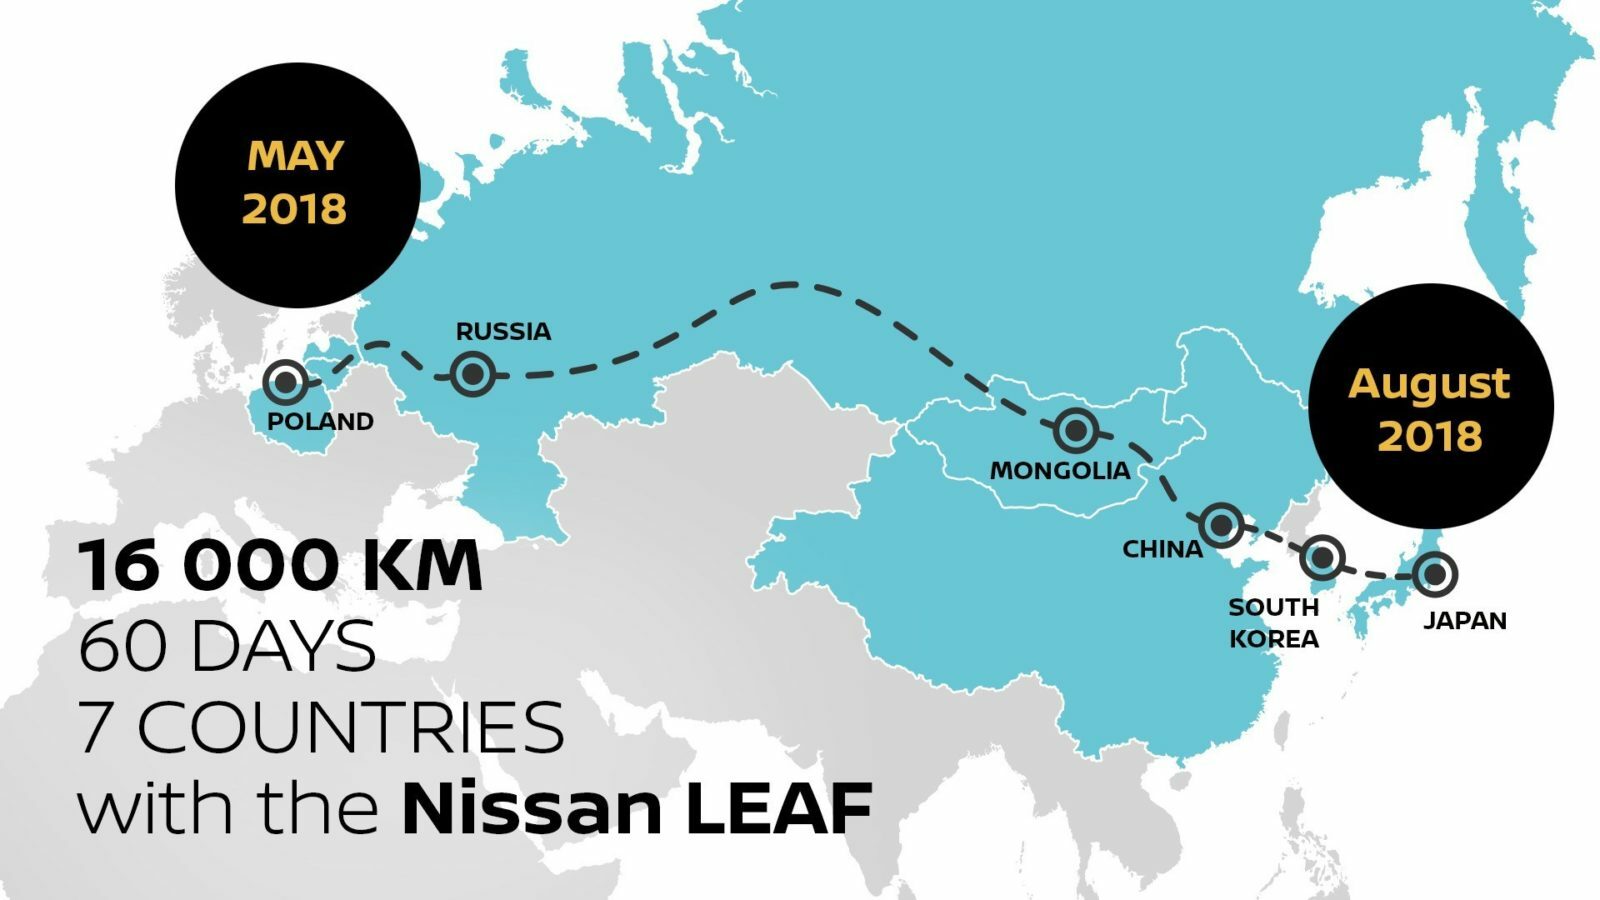 MAY
2018
RUSSIA
POLAND
August
2018
MONGOLIA
CHINA
SOUTH
KOREA
JAPAN
16 000 KM
60 DAYS
7 COUNTRIES
with the Nissan LEAF